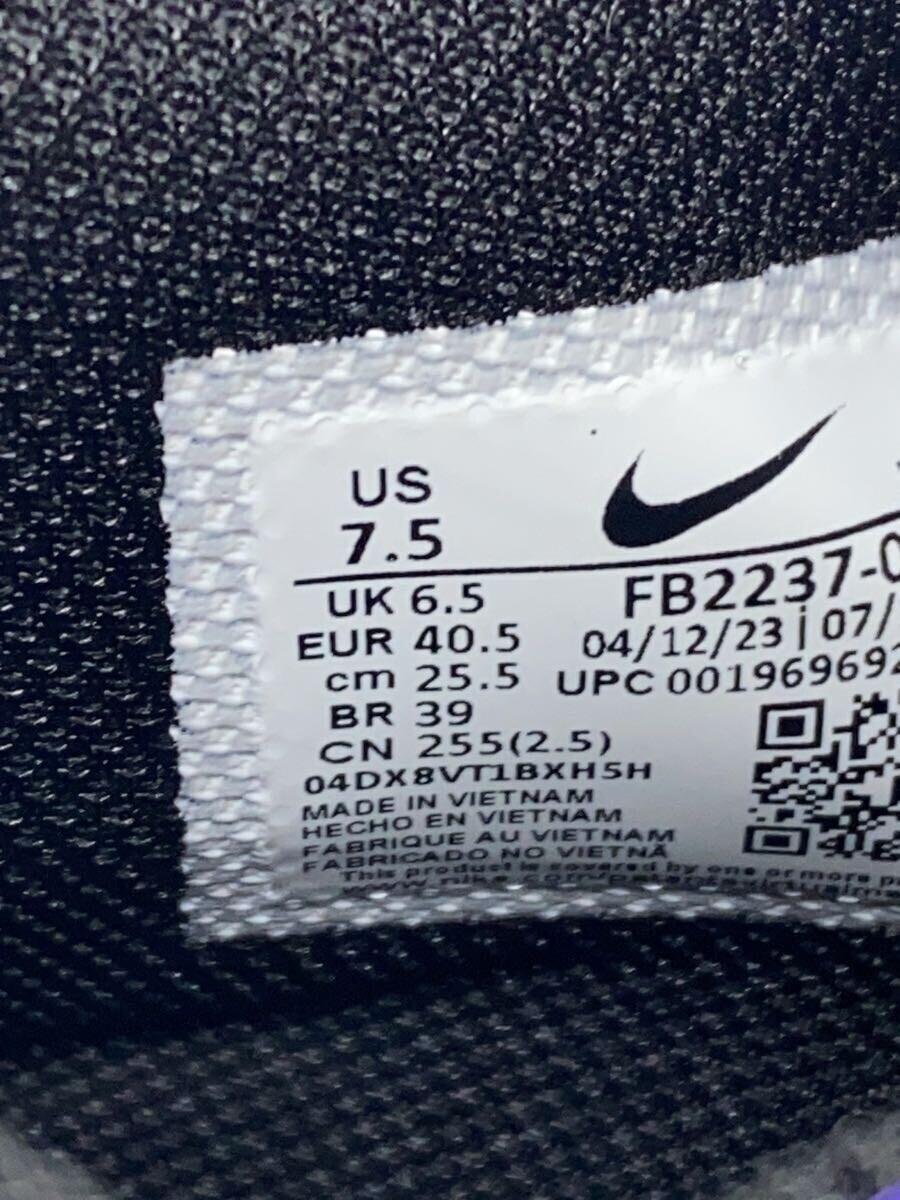 US
7.5
UK 6.5
EUR 40.5
cm 25.5
BR 39
CN 255(2.5)
04DX8VT1BXH5H
MADE IN VIETNAM
HECHO EN VIETNAM
FABRIQUE AU VIETNAM
FABRICADO NO VIETNÃ
This product is covered by one or more
FB2237-0
04/12/23 | 07/
UPC 001969692